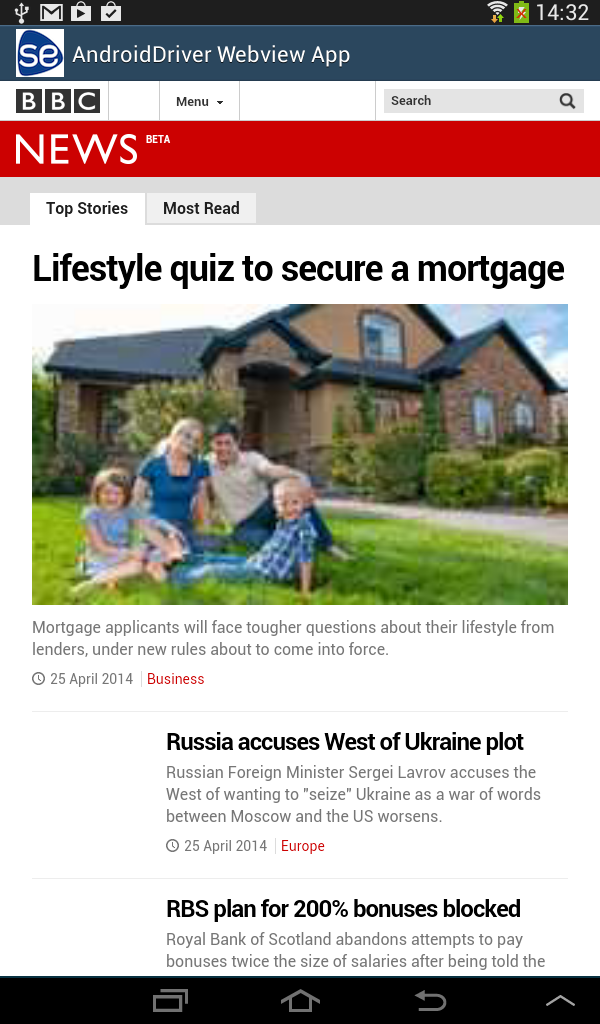 14:32
se AndroidDriver Webview App
BBC Menu Search
NEWS BETA
Top Stories Most Read
Lifestyle quiz to secure a mortgage
Mortgage applicants will face tougher questions about their lifestyle from
lenders, under new rules about to come into force.
25 April 2014 Business
Russia accuses West of Ukraine plot
Russian Foreign Minister Sergei Lavrov accuses the
West of wanting to "seize" Ukraine as a war of words
between Moscow and the US worsens.
25 April 2014 Europe
RBS plan for 200% bonuses blocked
Royal Bank of Scotland abandons attempts to pay
bonuses twice the size of salaries after being told the